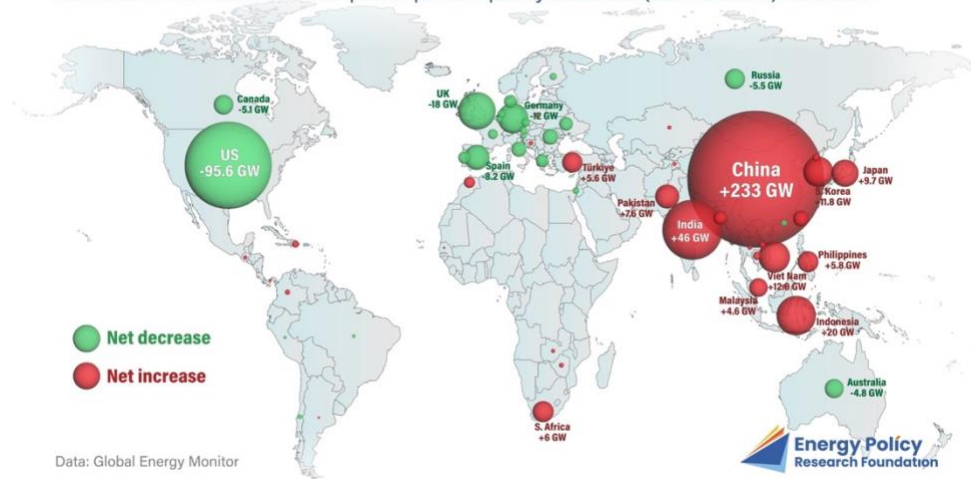 Canada
-5.1 GW
US
-95.6 GW
UK
-18 GW
Germany
-12 GW
Spain
-8.2 GW
Türkiye
+5.6 GW
Russia
-5.5 GW
China
+233 GW
Japan
+9.7 GW
S. Korea
+11.8 GW
Pakistan
+7.6 GW
India
+46 GW
Philippines
+5.8 GW
Viet Nam
Malaysia
+4.6 GW
Indonesia
+20 GW
Net decrease
Net increase
Australia
-4.8 GW
S. Africa
+6 GW
Data: Global Energy Monitor
Energy Policy
Research Foundation